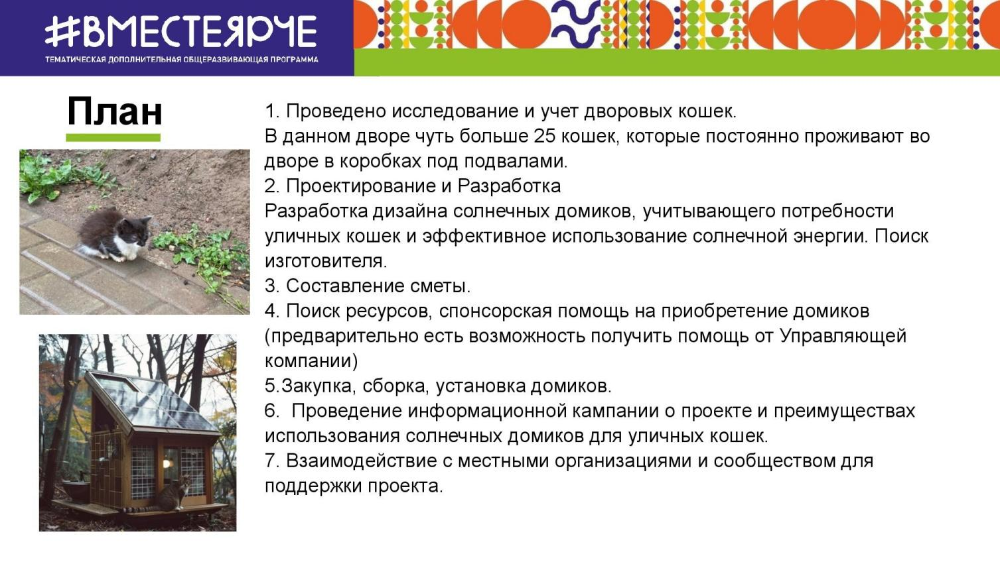 #ВМЕСТЕЯРЧЕ
ТЕМАТИЧЕСКАЯ ДОПОЛНИТЕЛЬНАЯ ОБЩЕРАЗВИВАЮЩАЯ ПРОГРАММА
План
1. Проведено исследование и учет дворовых кошек.
В данном дворе чуть больше 25 кошек, которые постоянно проживают во
дворе в коробках под подвалами.
2. Проектирование и Разработка
Разработка дизайна солнечных домиков, учитывающего потребности
уличных кошек и эффективное использование солнечной энергии. Поиск
изготовителя.
3. Составление сметы.
4. Поиск ресурсов, спонсорская помощь на приобретение домиков
(предварительно есть возможность получить помощь от Управляющей
компании)
5.Закупка, сборка, установка домиков.
6.  Проведение информационной кампании о проекте и преимуществах
использования солнечных домиков для уличных кошек.
7. Взаимодействие с местными организациями и сообществом для
поддержки проекта.